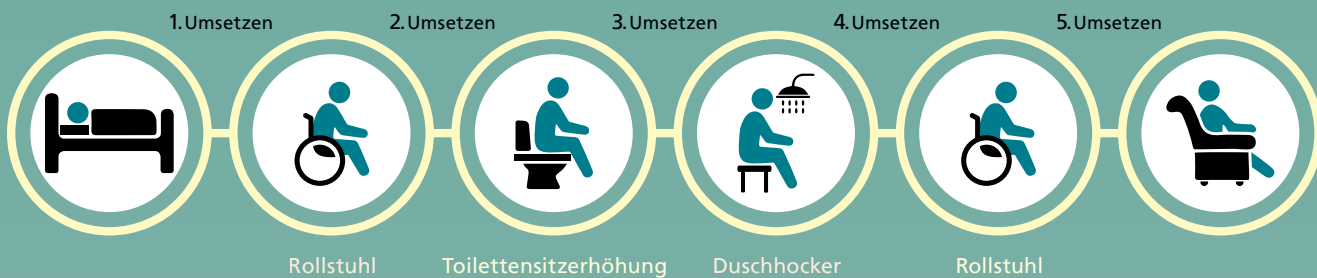 1.Umsetzen 2.Umsetzen 3.Umsetzen 4.Umsetzen 5.Umsetzen
Rollstuhl Toilettensitzerhöhung Duschhocker Rollstuhl